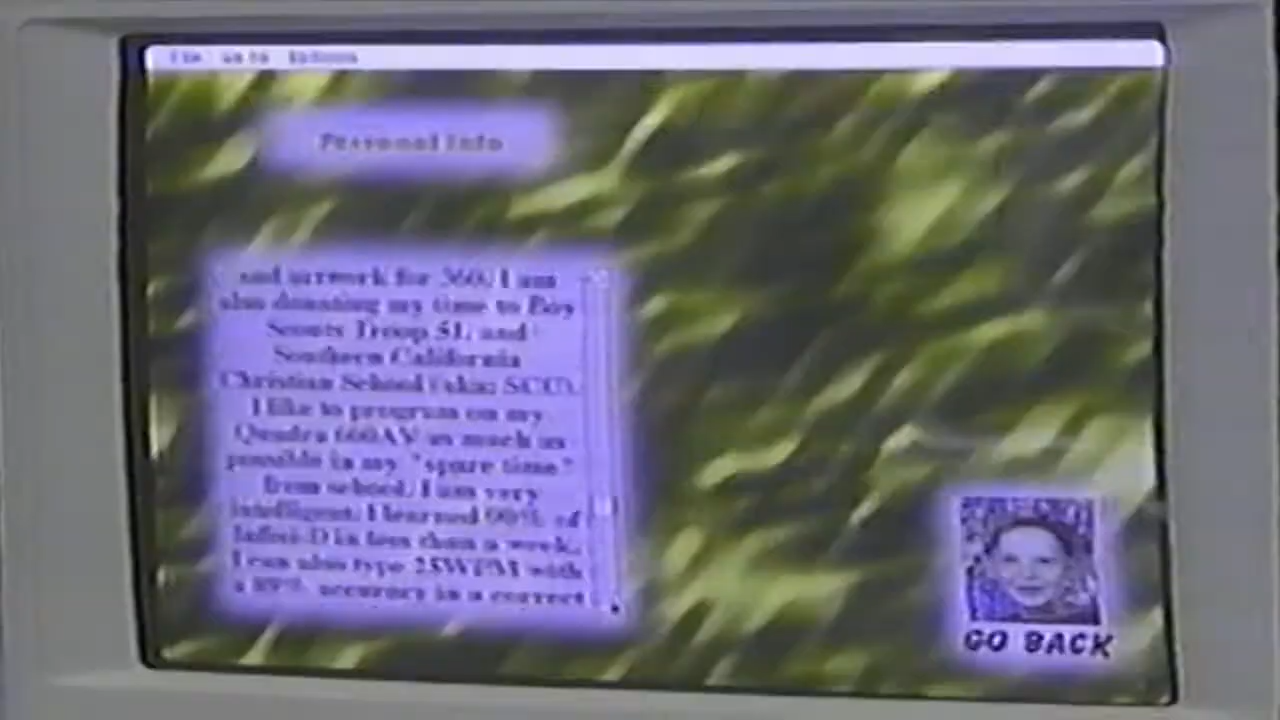 File
Personal Info
and artwork for 360. I am
also donating my time to Boy
Scouts Troop 51, and
Southern California
Christian School (aka: SCC).
I like to program on my
Quadra 660AV as much as
possible in my "spare time"
from school. I am very
intelligent. I learned 90% of
Infini-D in less than a week.
I can also type 25WPM with
a 89% accuracy in a correct
GO BACK